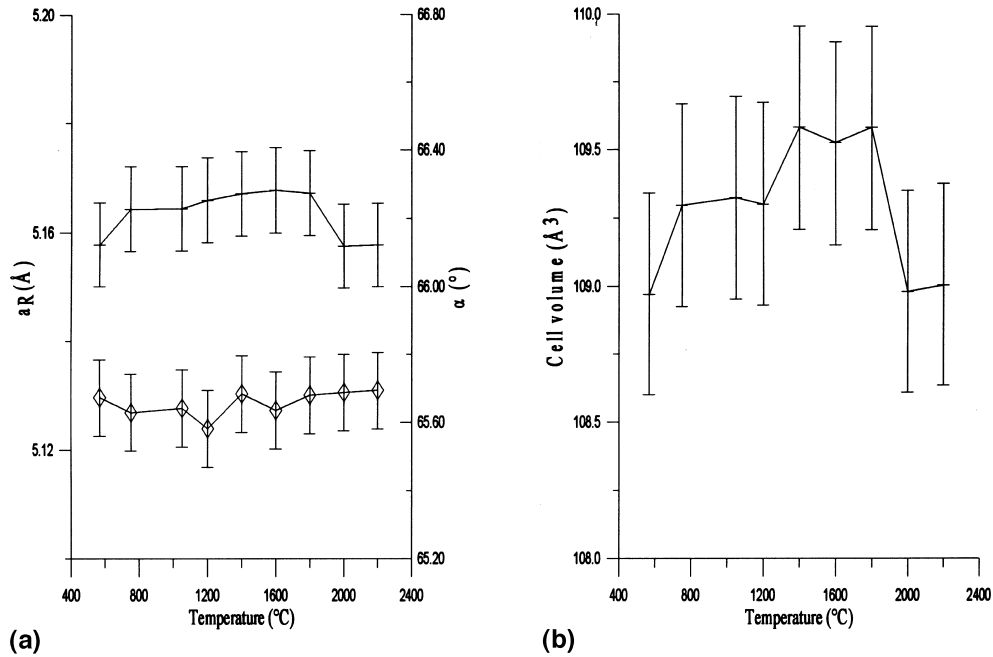 5.20
5.16
5.12
aR (Å)
66.80
66.40
66.00
65.60
65.20
α (°)
400 800 1200 1600 2000 2400
Temperature (°C)
(a)
110.0
109.5
109.0
108.5
108.0
Cell volume (Å3)
400 800 1200 1600 2000 2400
Temperature (°C)
(b)